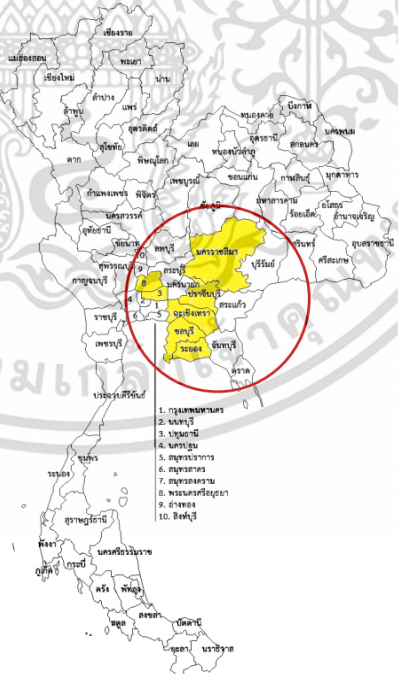 เชียงราย
แม่ฮ่องสอน
พะเยา
เชียงใหม่
น่าน
ลำปาง
ลำพูน
แพร่
อุตรดิตถ์
สุโขทัย
ตาก
พิษณุโลก
กำแพงเพชร
พิจิตร
เพชรบูรณ์
เลย
หนองบัวลำภู
อุดรธานี
หนองคาย
บึงกาฬ
สกลนคร
นครพนม
ขอนแก่น
กาฬสินธุ์
มุกดาหาร
มหาสารคาม
ร้อยเอ็ด
ยโสธร
อำนาจเจริญ
ชัยภูมิ
นครสวรรค์
อุทัยธานี
ชัยนาท
ลพบุรี
นครราชสีมา
บุรีรัมย์
สุรินทร์
ศรีสะเกษ
อุบลราชธานี
สุพรรณบุรี
10
9
สระบุรี
8
นครนายก
กาญจนบุรี
3
ปราจีนบุรี
4
1
สระแก้ว
ราชบุรี
6
5
ฉะเชิงเทรา
ชลบุรี
เพชรบุรี
ระยอง
จันทบุรี
ตราด
ประจวบคีรีขันธ์
1. กรุงเทพมหานคร
2. นนทบุรี
3. ปทุมธานี
4. นครปฐม
5. สมุทรปราการ
6. สมุทรสาคร
7. สมุทรสงคราม
8. พระนครศรีอยุธยา
9. อ่างทอง
10. สิงห์บุรี
ชุมพร
ระนอง
สุราษฎร์ธานี
พังงา
นครศรีธรรมราช
ภูเก็ต
กระบี่
ตรัง
พัทลุง
สตูล
สงขลา
ปัตตานี
ยะลา
นราธิวาส